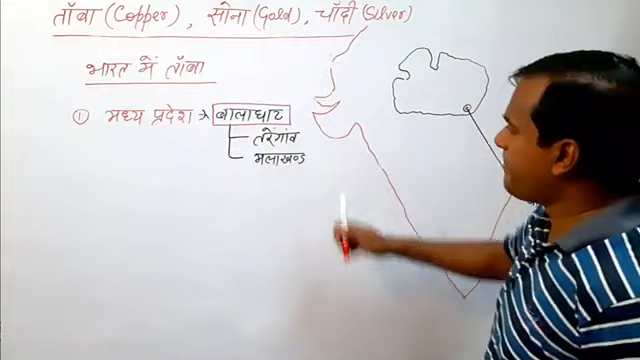 ताँबा (Copper), सोना (Gold), चाँदी (Silver)
भारत में ताँबा
① मध्य प्रदेश → बालाघाट
तरेगांव
मलाखण्ड